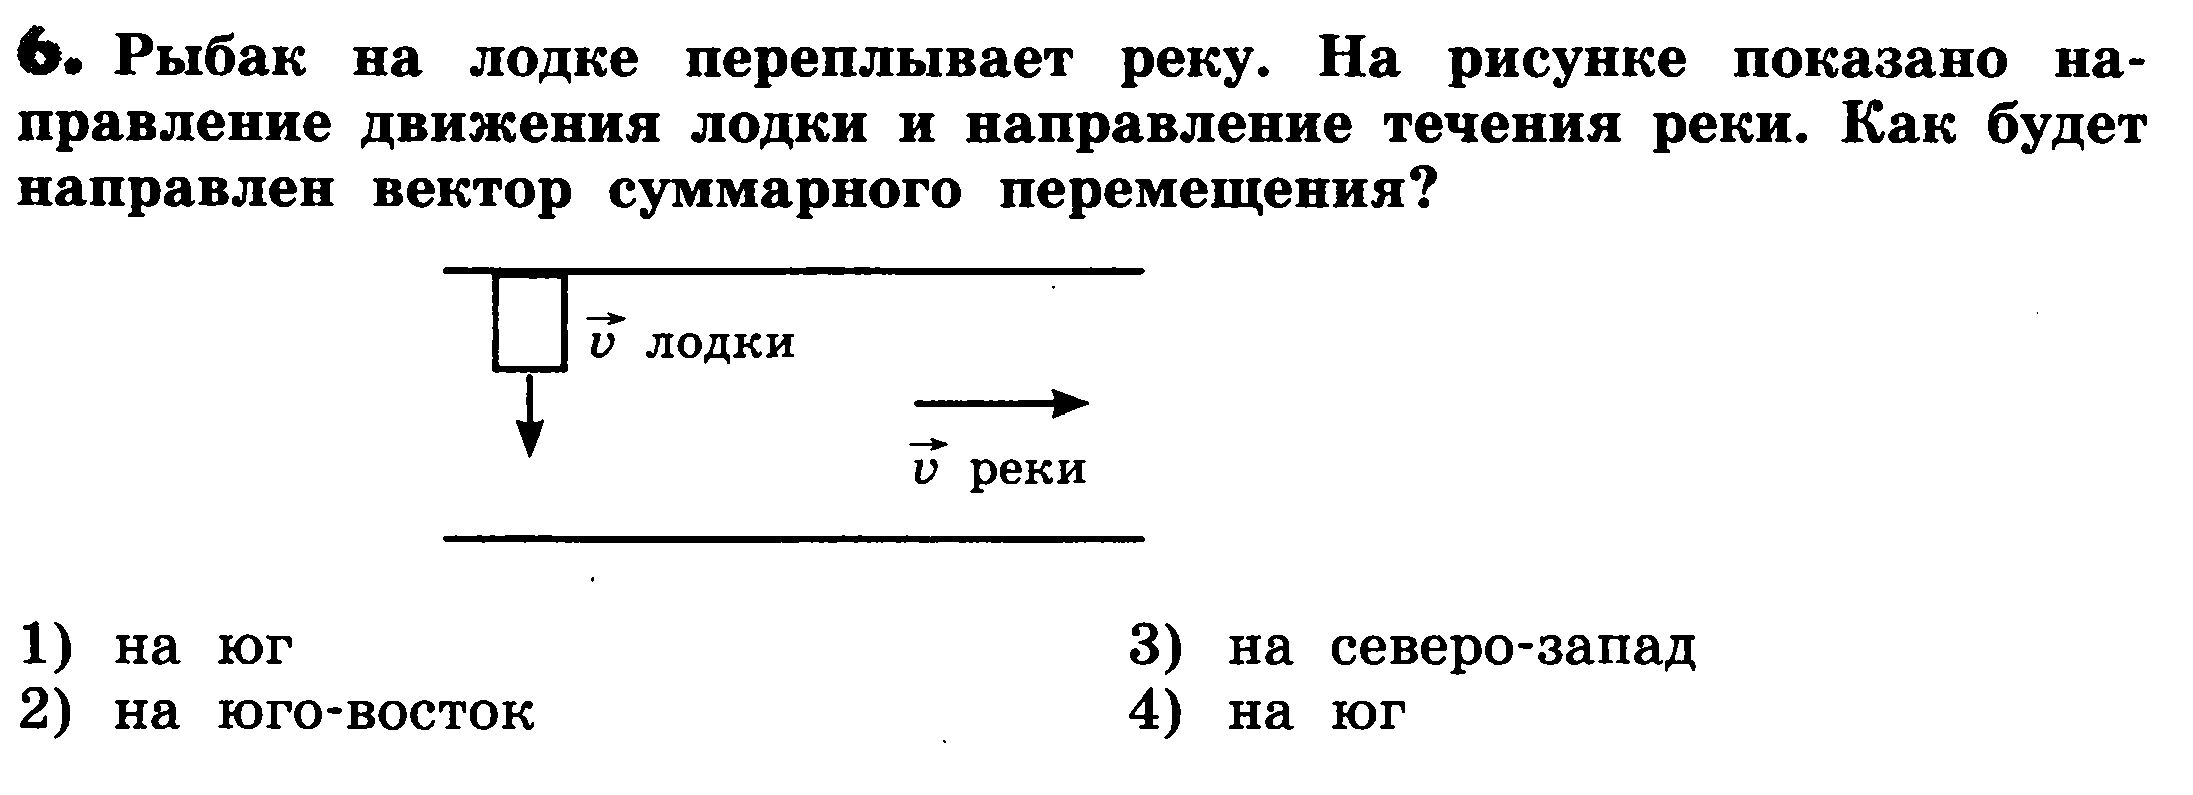 6. Рыбак на лодке переплывает реку. На рисунке показано на-
правление движения лодки и направление течения реки. Как будет
направлен вектор суммарного перемещения?
v⃗ лодки
v⃗ реки
1) на юг
2) на юго-восток
3) на северо-запад
4) на юг